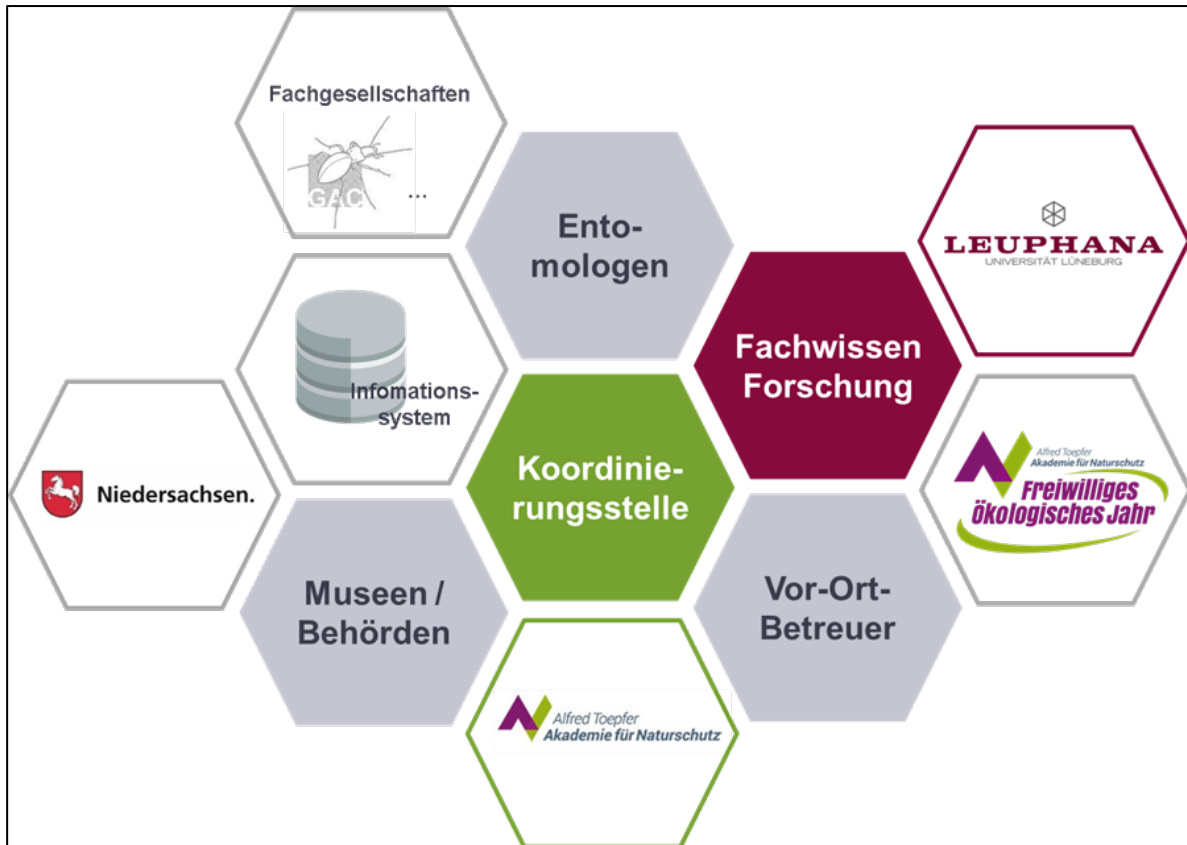 Fachgesellschaften
GAC
...
Ento-
mologen
LEUPHANA
UNIVERSITÄT LÜNEBURG
Fachwissen
Forschung
Infomations-
system
Niedersachsen.
Koordinie-
rungsstelle
Alfred Toepfer
Akademie für Naturschutz
Freiwilliges
ökologisches Jahr
Museen /
Behörden
Vor-Ort-
Betreuer
Alfred Toepfer
Akademie für Naturschutz